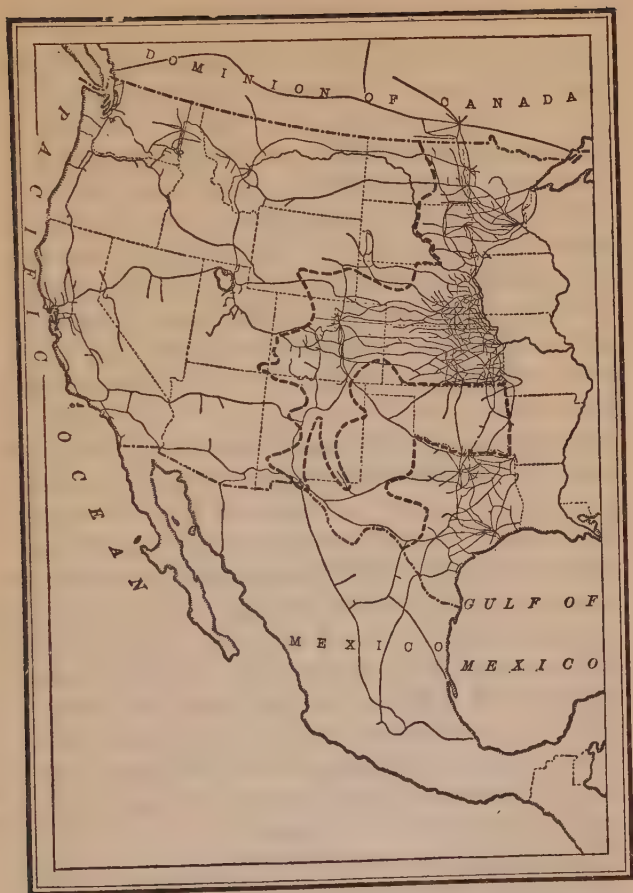 DOMINION OF CANADA
PACIFIC
OCEAN
MEXICO
GULF OF
MEXICO